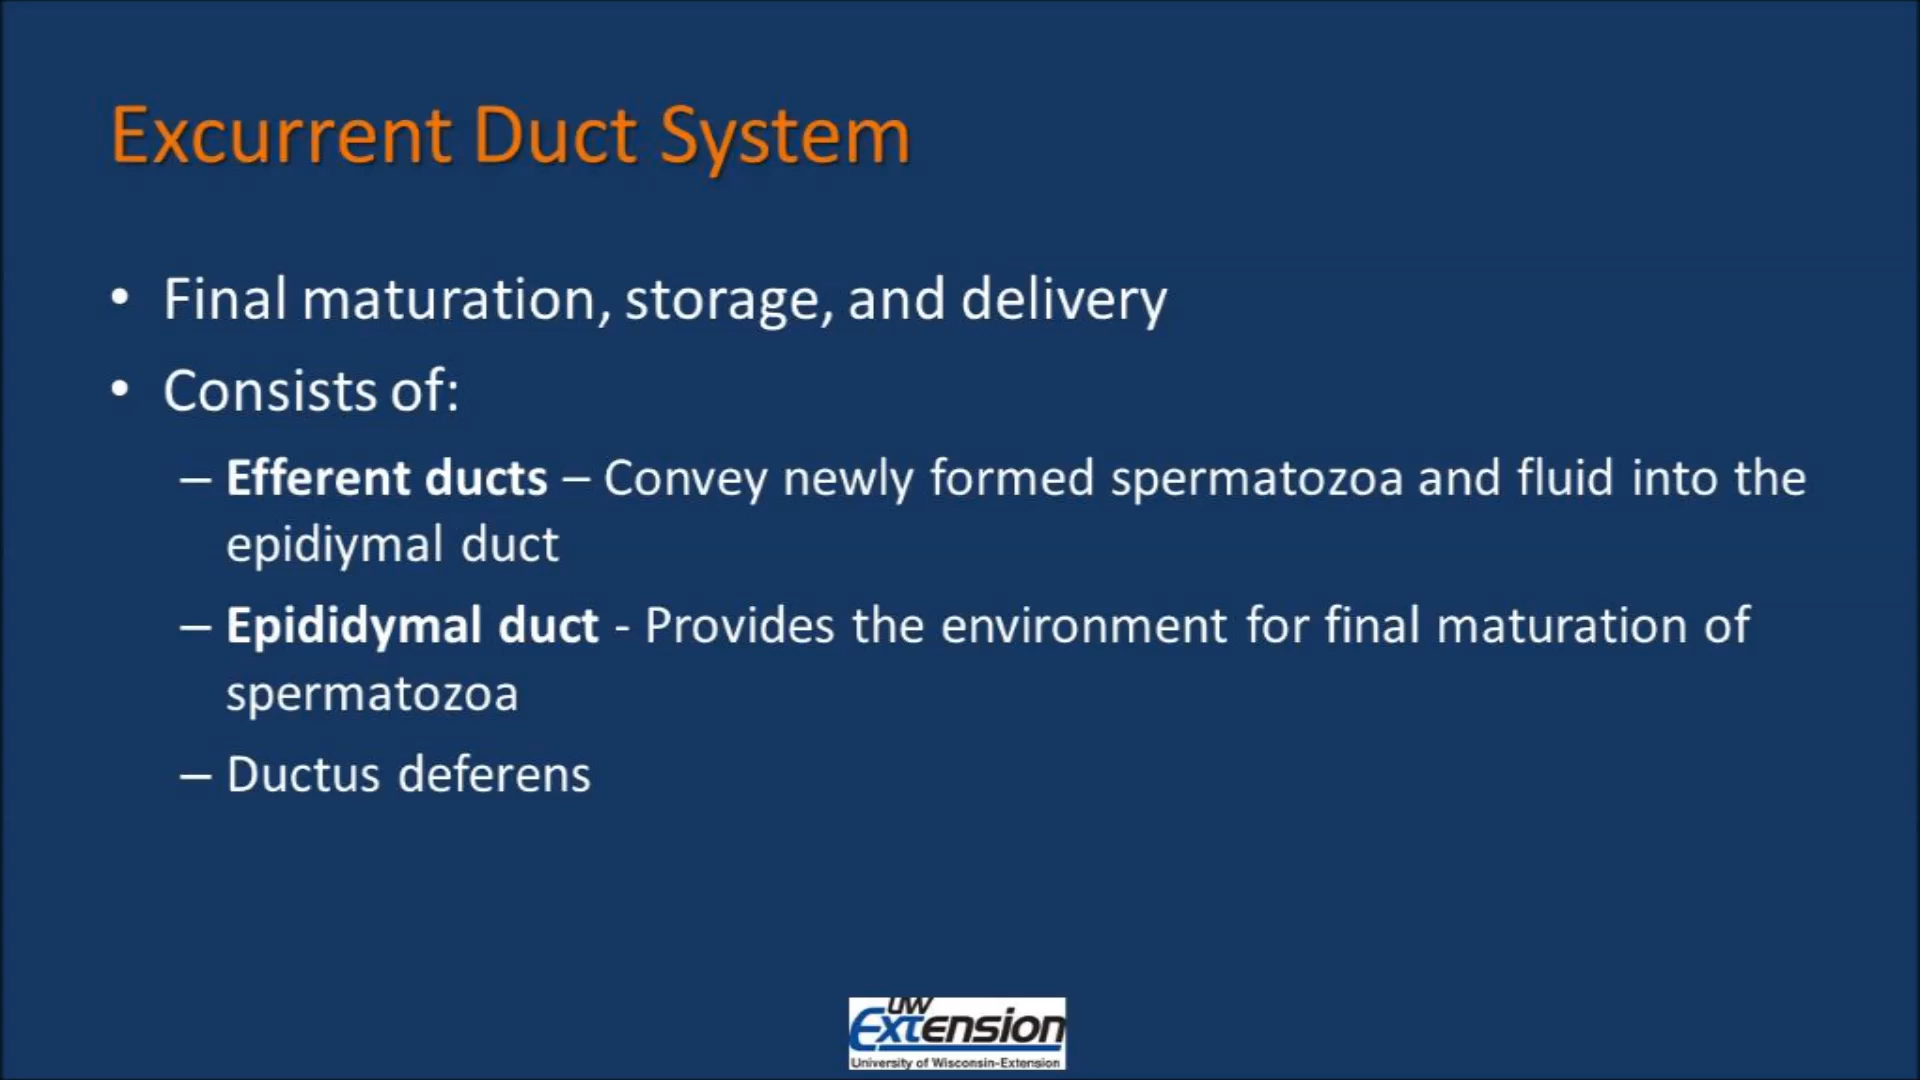 Excurrent Duct System
• Final maturation, storage, and delivery
• Consists of:
– Efferent ducts – Convey newly formed spermatozoa and fluid into the
epidiymal duct
– Epididymal duct - Provides the environment for final maturation of
spermatozoa
– Ductus deferens
UW
Extension
University of Wisconsin-Extension